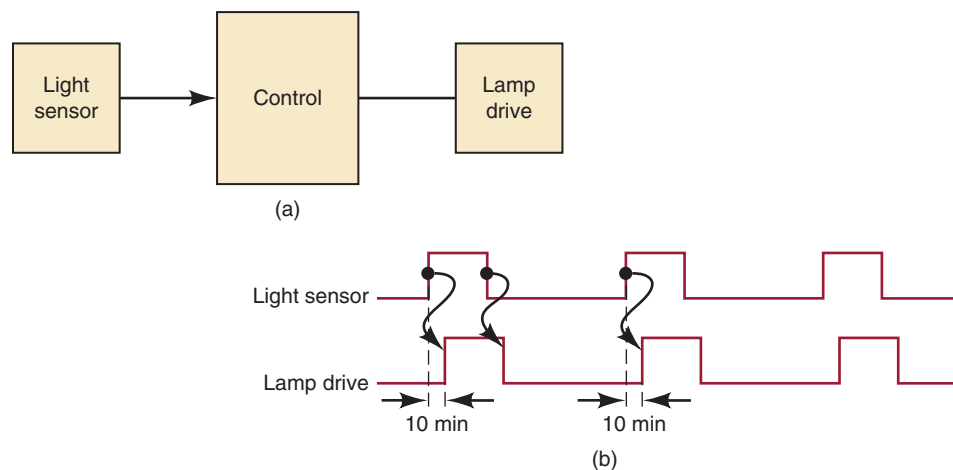 Light
sensor
Control
Lamp
drive
(a)
Light sensor
Lamp drive
10 min
10 min
(b)